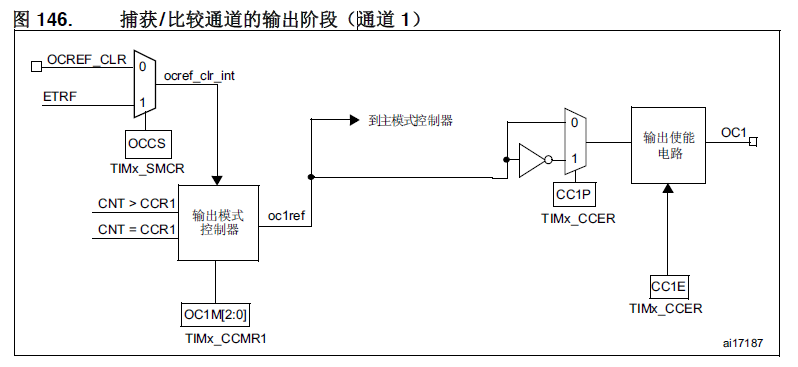 图 146. 捕获/比较通道的输出阶段（通道 1）
OCREF_CLR
0
ocref_clr_int
ETRF
1
OCCS
TIMx_SMCR
到主模式控制器
0
1
输出使能
电路
OC1
CNT > CCR1
CNT = CCR1
输出模式
控制器
oc1ref
CC1P
TIMx_CCER
OC1M[2:0]
TIMx_CCMR1
CC1E
TIMx_CCER
ai17187